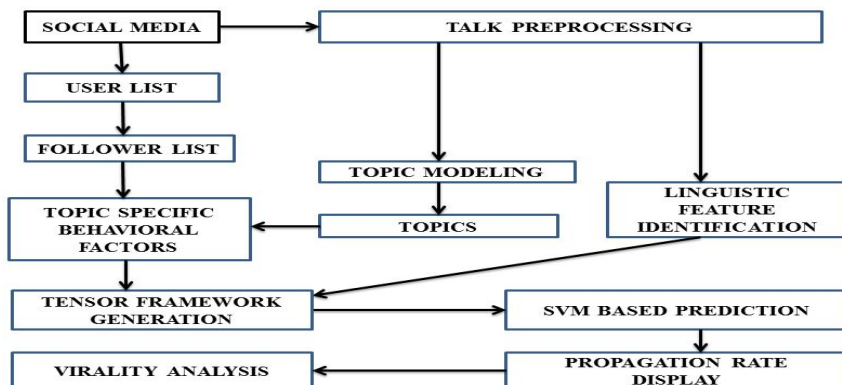 SOCIAL MEDIA
TALK PREPROCESSING
USER LIST
FOLLOWER LIST
TOPIC MODELING
LINGUISTIC
FEATURE
IDENTIFICATION
TOPIC SPECIFIC
BEHAVIORAL
FACTORS
TOPICS
TENSOR FRAMEWORK
GENERATION
SVM BASED PREDICTION
VIRALITY ANALYSIS
PROPAGATION RATE
DISPLAY